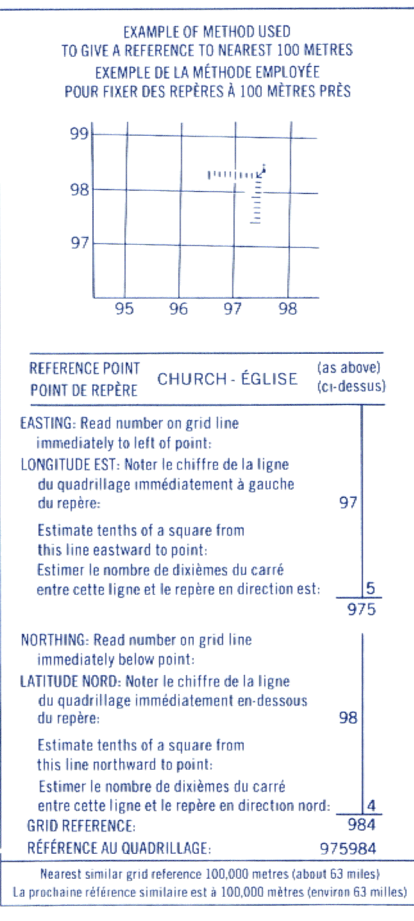 EXAMPLE OF METHOD USED
TO GIVE A REFERENCE TO NEAREST 100 METRES
EXEMPLE DE LA MÉTHODE EMPLOYÉE
POUR FIXER DES REPÈRES À 100 MÈTRES PRÈS
99
98
97
95 96 97 98
REFERENCE POINT
POINT DE REPÈRE
CHURCH - ÉGLISE
(as above)
(ci-dessus)
EASTING: Read number on grid line
immediately to left of point:
LONGITUDE EST: Noter le chiffre de la ligne
du quadrillage immédiatement à gauche
du repère: 97
Estimate tenths of a square from
this line eastward to point:
Estimer le nombre de dixièmes du carré
entre cette ligne et le repère en direction est: 5
975
NORTHING: Read number on grid line
immediately below point:
LATITUDE NORD: Noter le chiffre de la ligne
du quadrillage immédiatement en-dessous
du repère: 98
Estimate tenths of a square from
this line northward to point:
Estimer le nombre de dixièmes du carré
entre cette ligne et le repère en direction nord: 4
GRID REFERENCE: 984
RÉFÉRENCE AU QUADRILLAGE: 975984
Nearest similar grid reference 100,000 metres (about 63 miles)
La prochaine référence similaire est à 100,000 mètres (environ 63 milles)